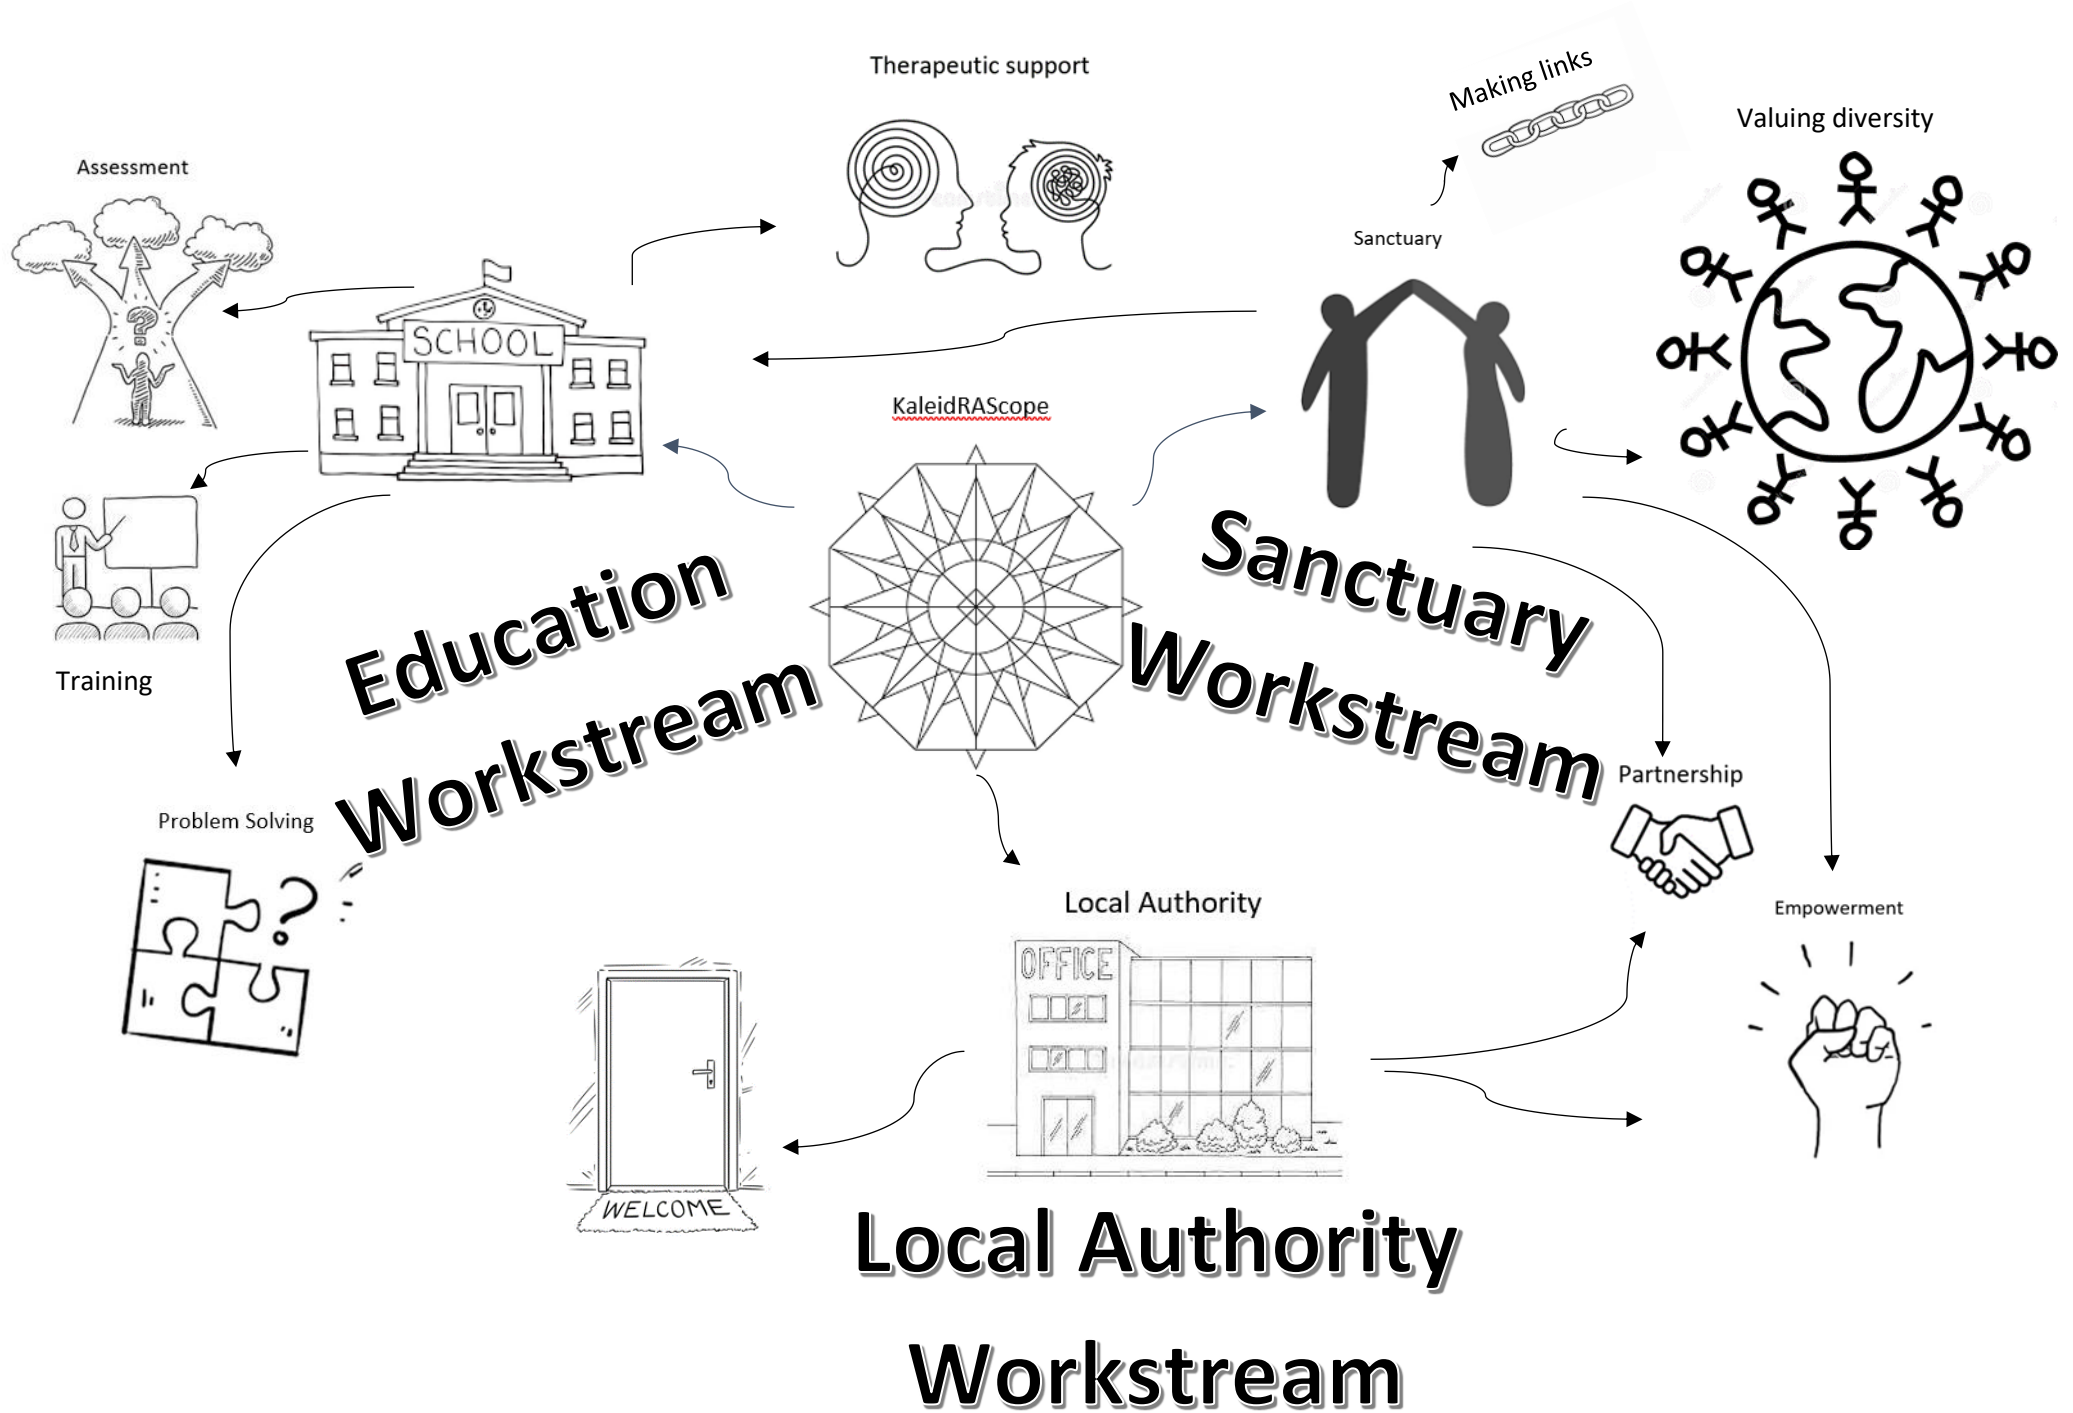 Therapeutic support
Making links
Valuing diversity
Assessment
Sanctuary
SCHOOL
KaleidRAScope
Training
Education
Workstream
Sanctuary
Workstream
Partnership
Problem Solving
?
Local Authority
Empowerment
OFFICE
WELCOME
Local Authority
Workstream